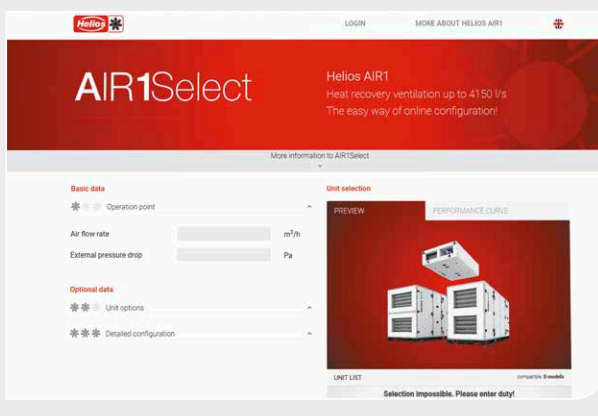 Helios
LOGIN
MORE ABOUT HELIOS AIR1
AIR1Select
Helios AIR1
Heat recovery ventilation up to 4150 l/s
The easy way of online configuration!
More information to AIR1Select
Basic data
Operation point
Air flow rate
m³/h
External pressure drop
Pa
Optional data
Unit options
Detailed configuration
Unit selection
PREVIEW
PERFORMANCE CURVE
UNIT LIST
compatible: 0 models
Selection impossible. Please enter duty!